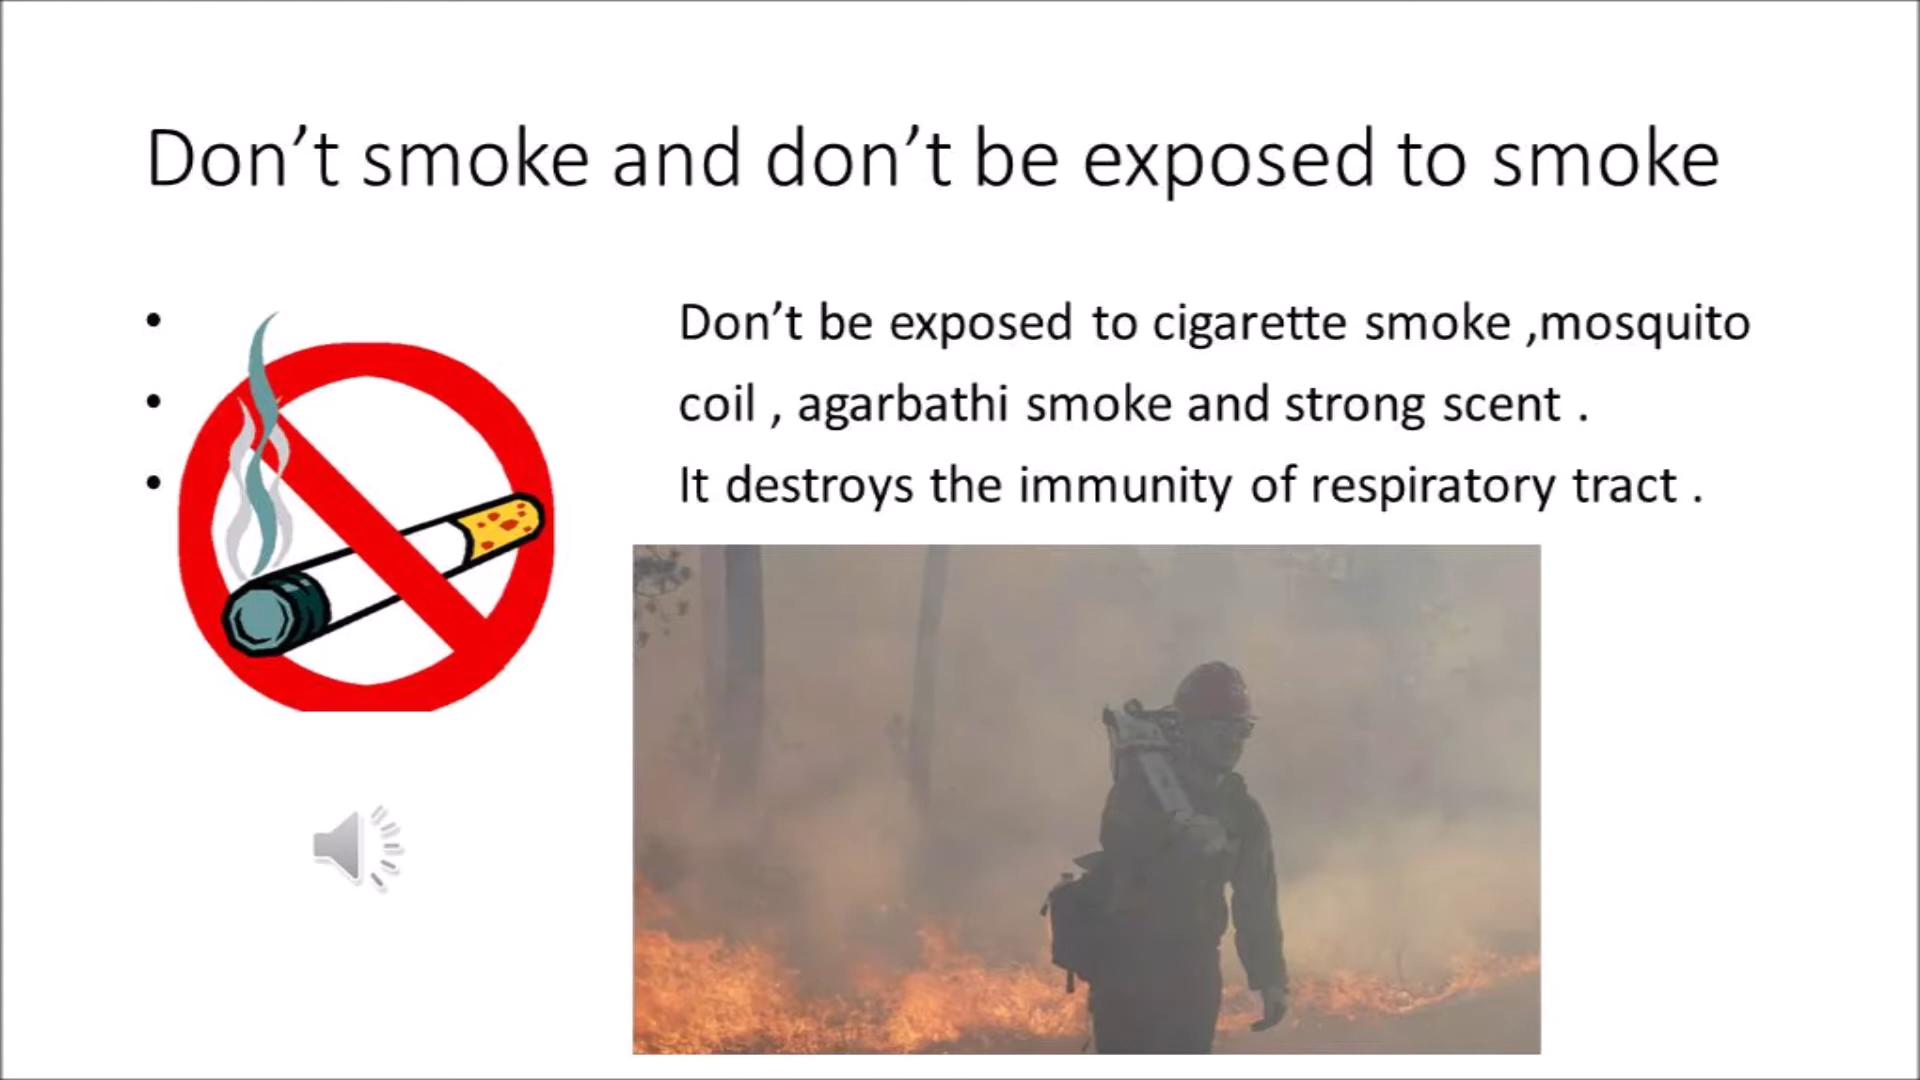 Don’t smoke and don’t be exposed to smoke
• Don’t be exposed to cigarette smoke ,mosquito
• coil , agarbathi smoke and strong scent .
• It destroys the immunity of respiratory tract .